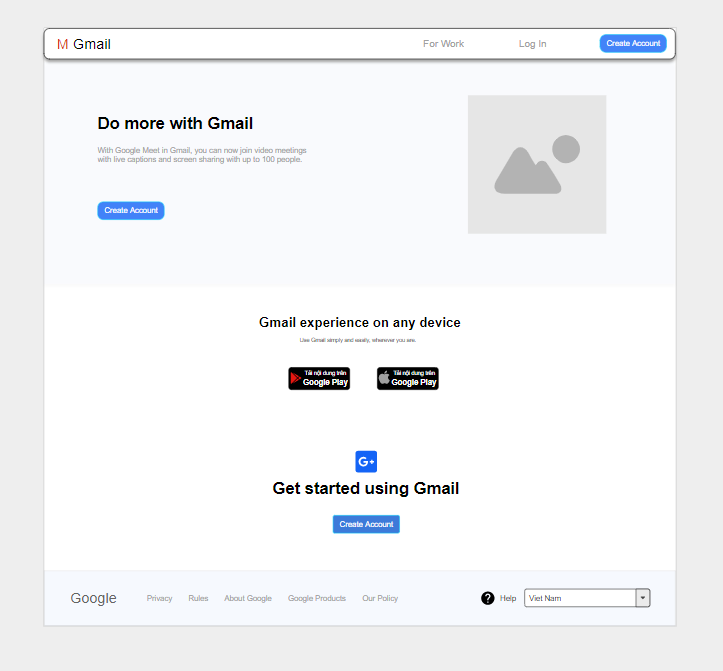 M Gmail
For Work
Log In
Create Account
Do more with Gmail
With Google Meet in Gmail, you can now join video meetings
with live captions and screen sharing with up to 100 people.
Create Account
Gmail experience on any device
Use Gmail simply and easily, wherever you are.
Tải nội dung trên
Google Play
Tải nội dung trên
Google Play
G+
Get started using Gmail
Create Account
Google
Privacy
Rules
About Google
Google Products
Our Policy
? Help
Viet Nam